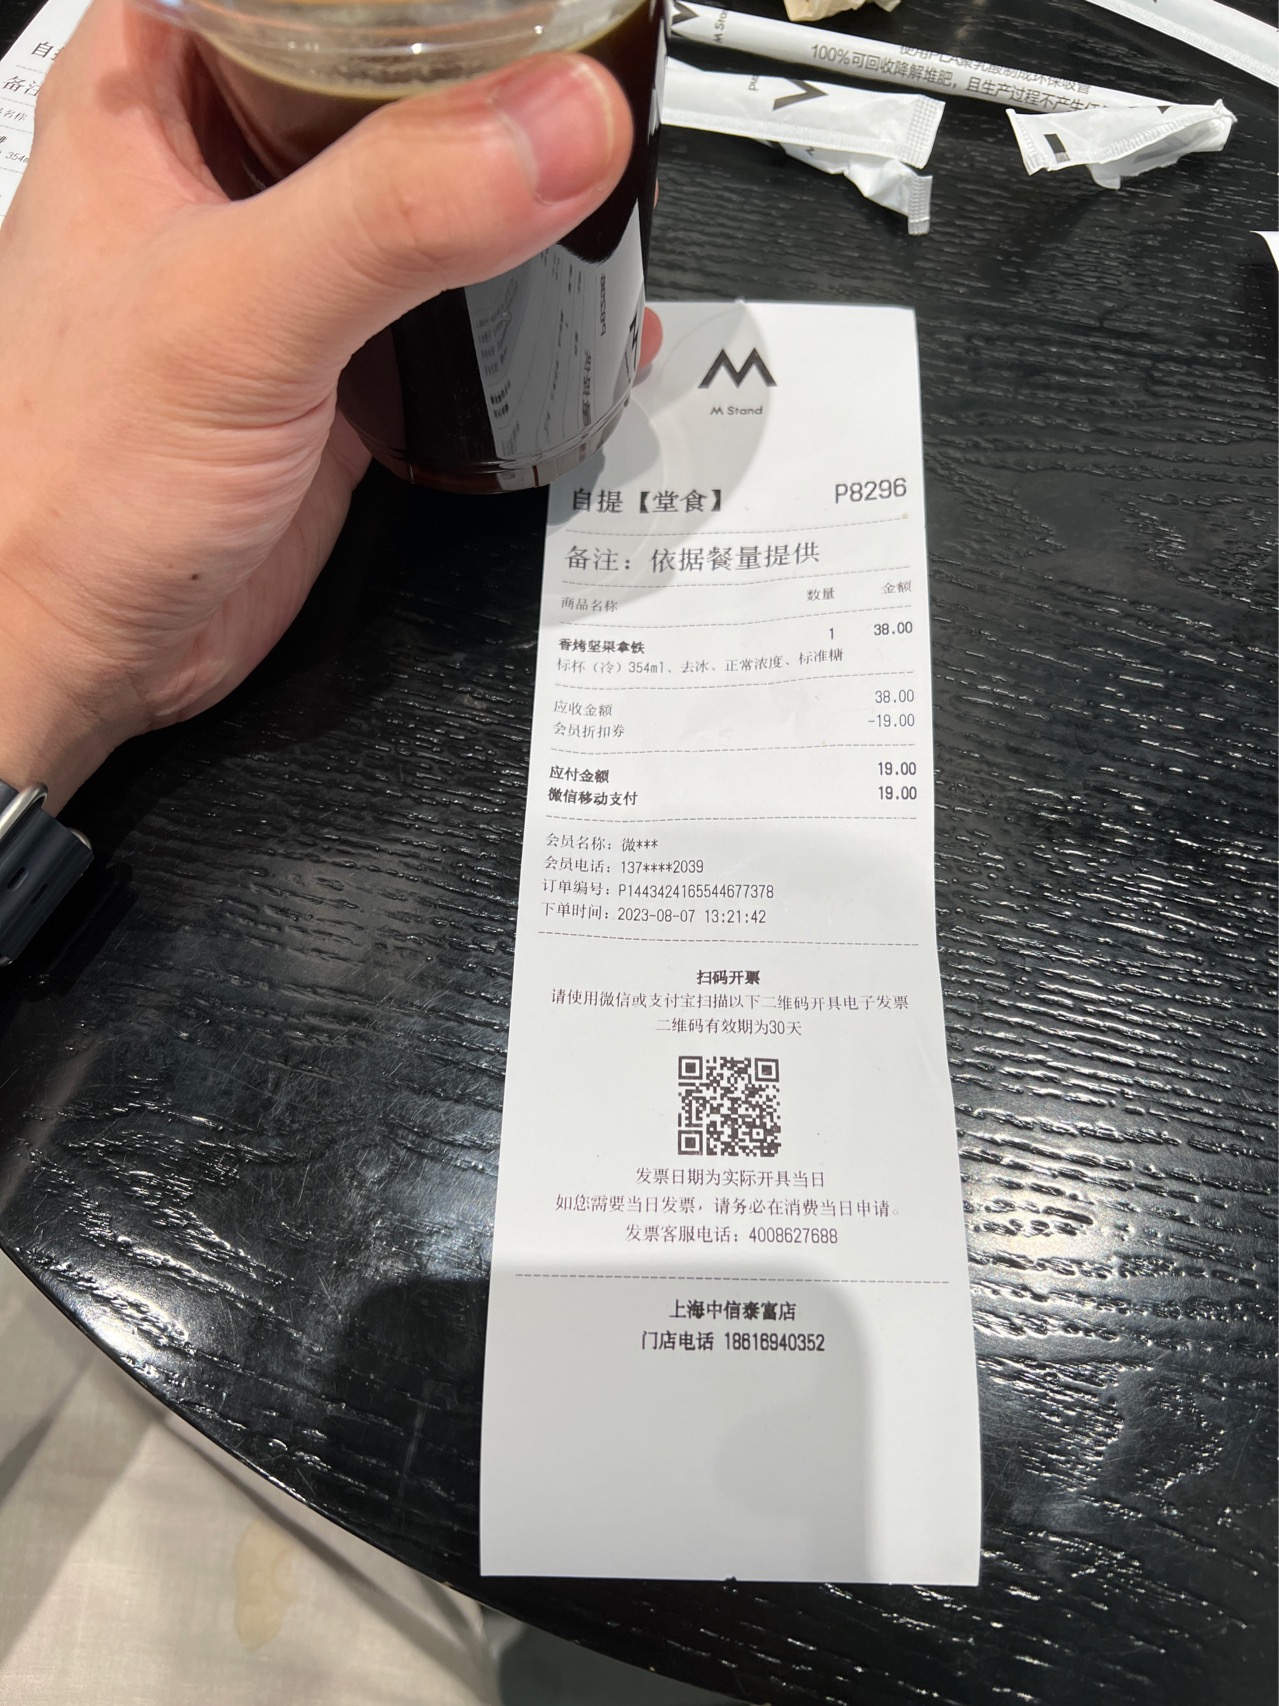 自
备注
354m
M Stand
100%可回收降解堆肥，且生产过程不产生任
M Stand
自提【堂食】 P8296
备注：依据餐量提供
商品名称 数量 金额
香烤坚果拿铁 1 38.00
标杯（冷）354ml、去冰、正常浓度、标准糖
应收金额 38.00
会员折扣券 -19.00
应付金额 19.00
微信移动支付 19.00
会员名称：微***
会员电话：137****2039
订单编号：P1443424165544677378
下单时间：2023-08-07 13:21:42
扫码开票
请使用微信或支付宝扫描以下二维码开具电子发票
二维码有效期为30天
发票日期为实际开具当日
如您需要当日发票，请务必在消费当日申请。
发票客服电话：4008627688
上海中信泰富店
门店电话 18616940352